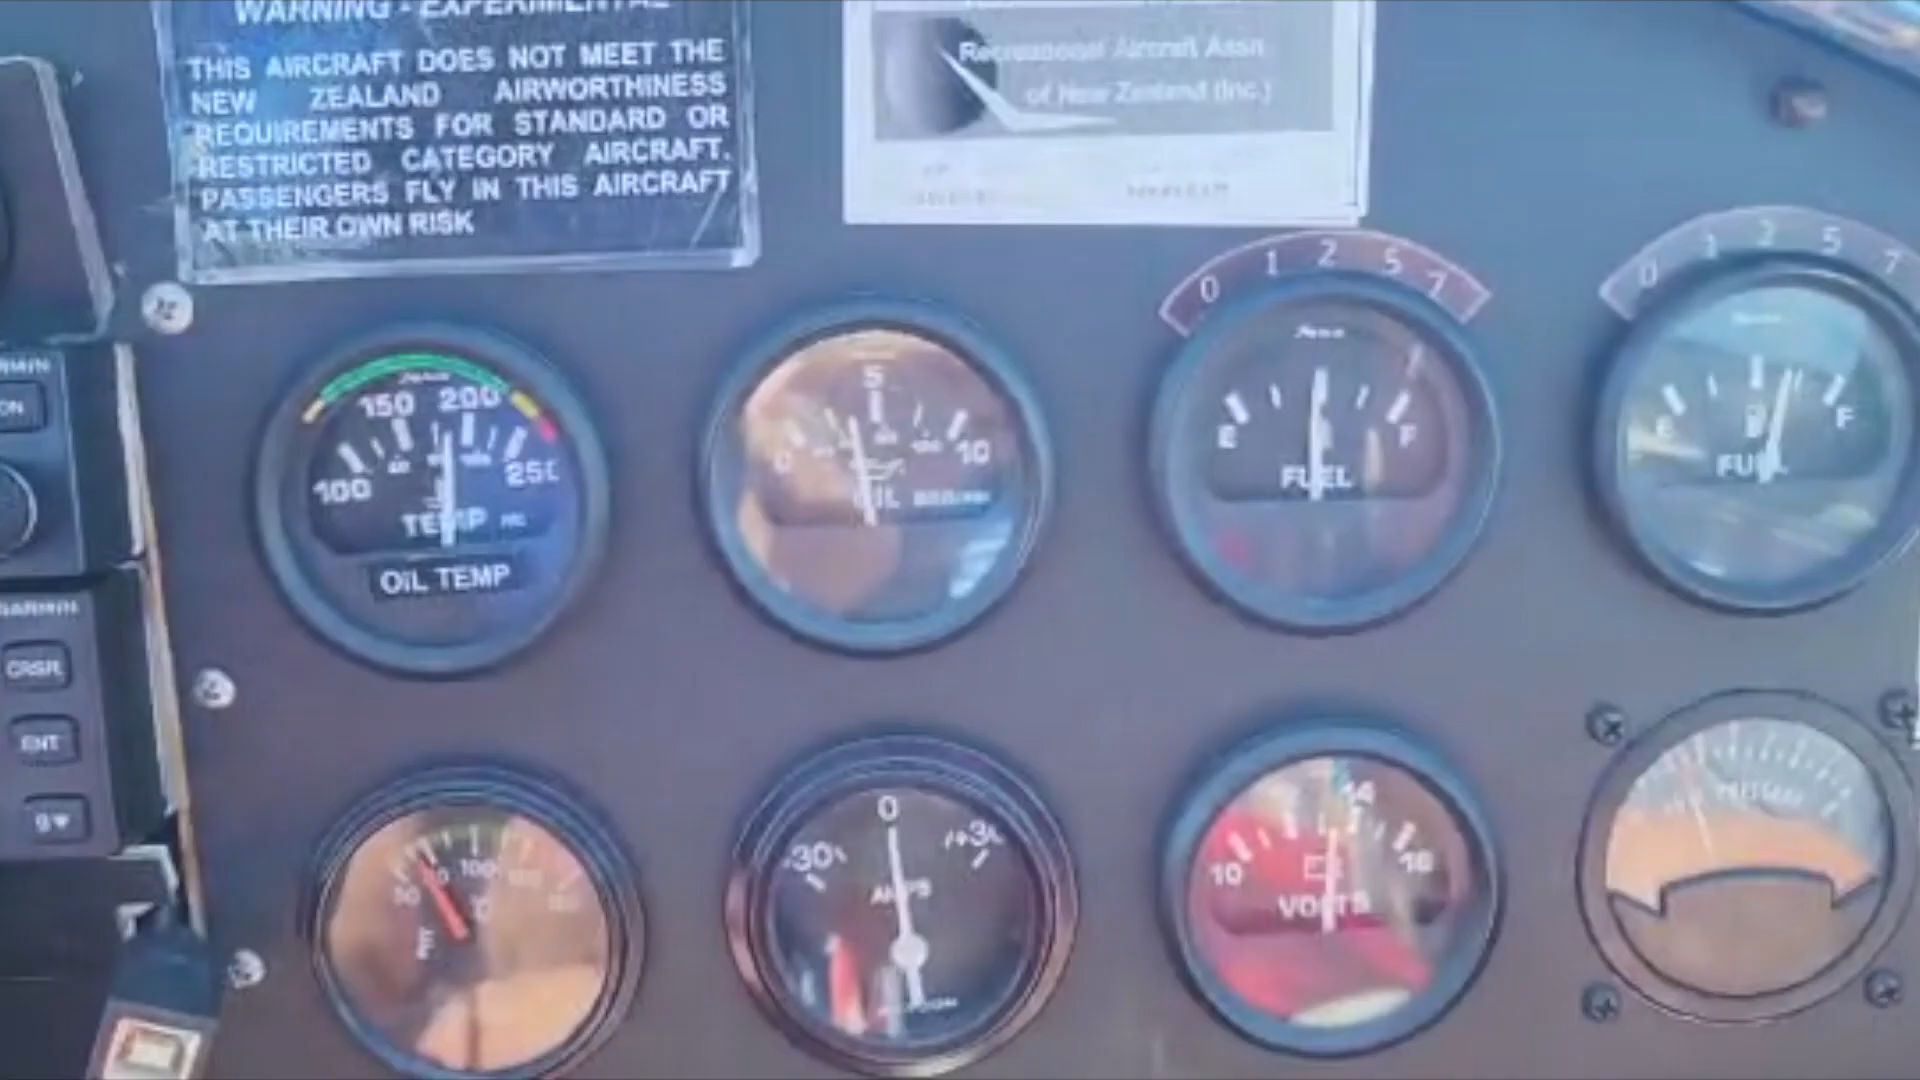 WARNING - EXPERIMENTAL
THIS AIRCRAFT DOES NOT MEET THE
NEW ZEALAND AIRWORTHINESS
REQUIREMENTS FOR STANDARD OR
RESTRICTED CATEGORY AIRCRAFT.
PASSENGERS FLY IN THIS AIRCRAFT
AT THEIR OWN RISK
Recreational Aircraft Assn
of New Zealand (Inc.)
0 1 2 5 7
0 1 2 5 7
ON
100 150 200 250
TEMP
OIL TEMP
0 5 10
OIL
E F
FUEL
E F
FUEL
GARMIN
CRSR
ENT
100
°C
-30 0 +30
AMPS
10 14 16
VOLTS